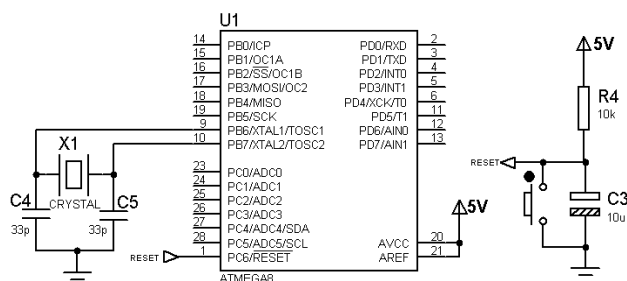 U1
14 PB0/ICP PD0/RXD 2
15 PB1/OC1A PD1/TXD 3
16 PB2/SS/OC1B PD2/INT0 4
17 PB3/MOSI/OC2 PD3/INT1 5
18 PB4/MISO PD4/XCK/T0 6
19 PB5/SCK PD5/T1 11
9 PB6/XTAL1/TOSC1 PD6/AIN0 12
10 PB7/XTAL2/TOSC2 PD7/AIN1 13
23 PC0/ADC0
24 PC1/ADC1
25 PC2/ADC2
26 PC3/ADC3
27 PC4/ADC4/SDA
28 PC5/ADC5/SCL AVCC 20
1 PC6/RESET AREF 21
ATMEGA8
X1
CRYSTAL
C4
33p
C5
33p
RESET
5V
5V
R4
10k
RESET
C3
10u